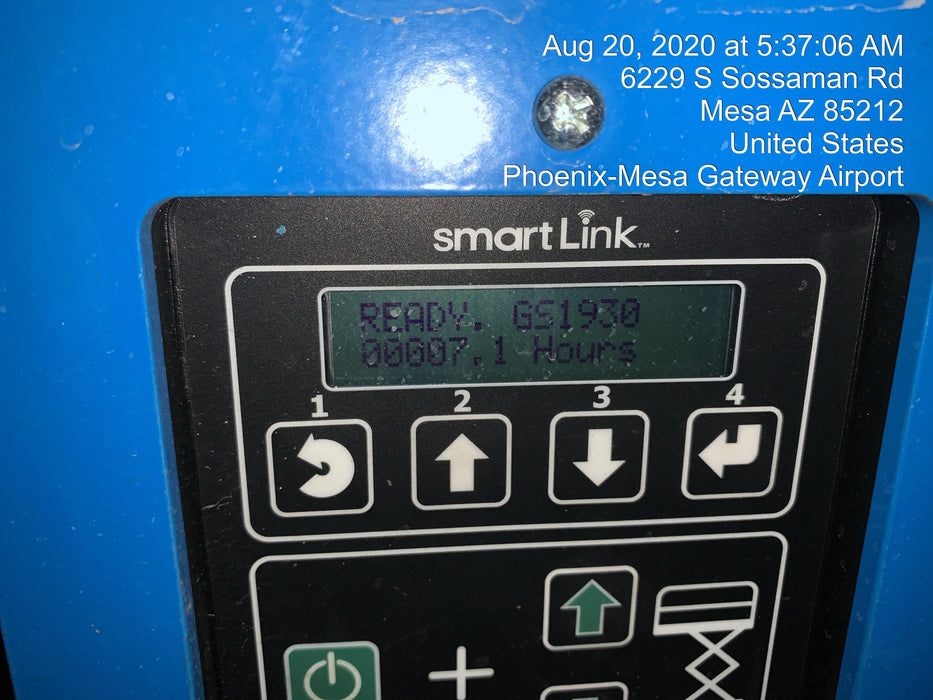 Aug 20, 2020 at 5:37:06 AM
6229 S Sossaman Rd
Mesa AZ 85212
United States
Phoenix-Mesa Gateway Airport
smartLink™
READY. GS1930
00007.1 Hours
1 2 3 4